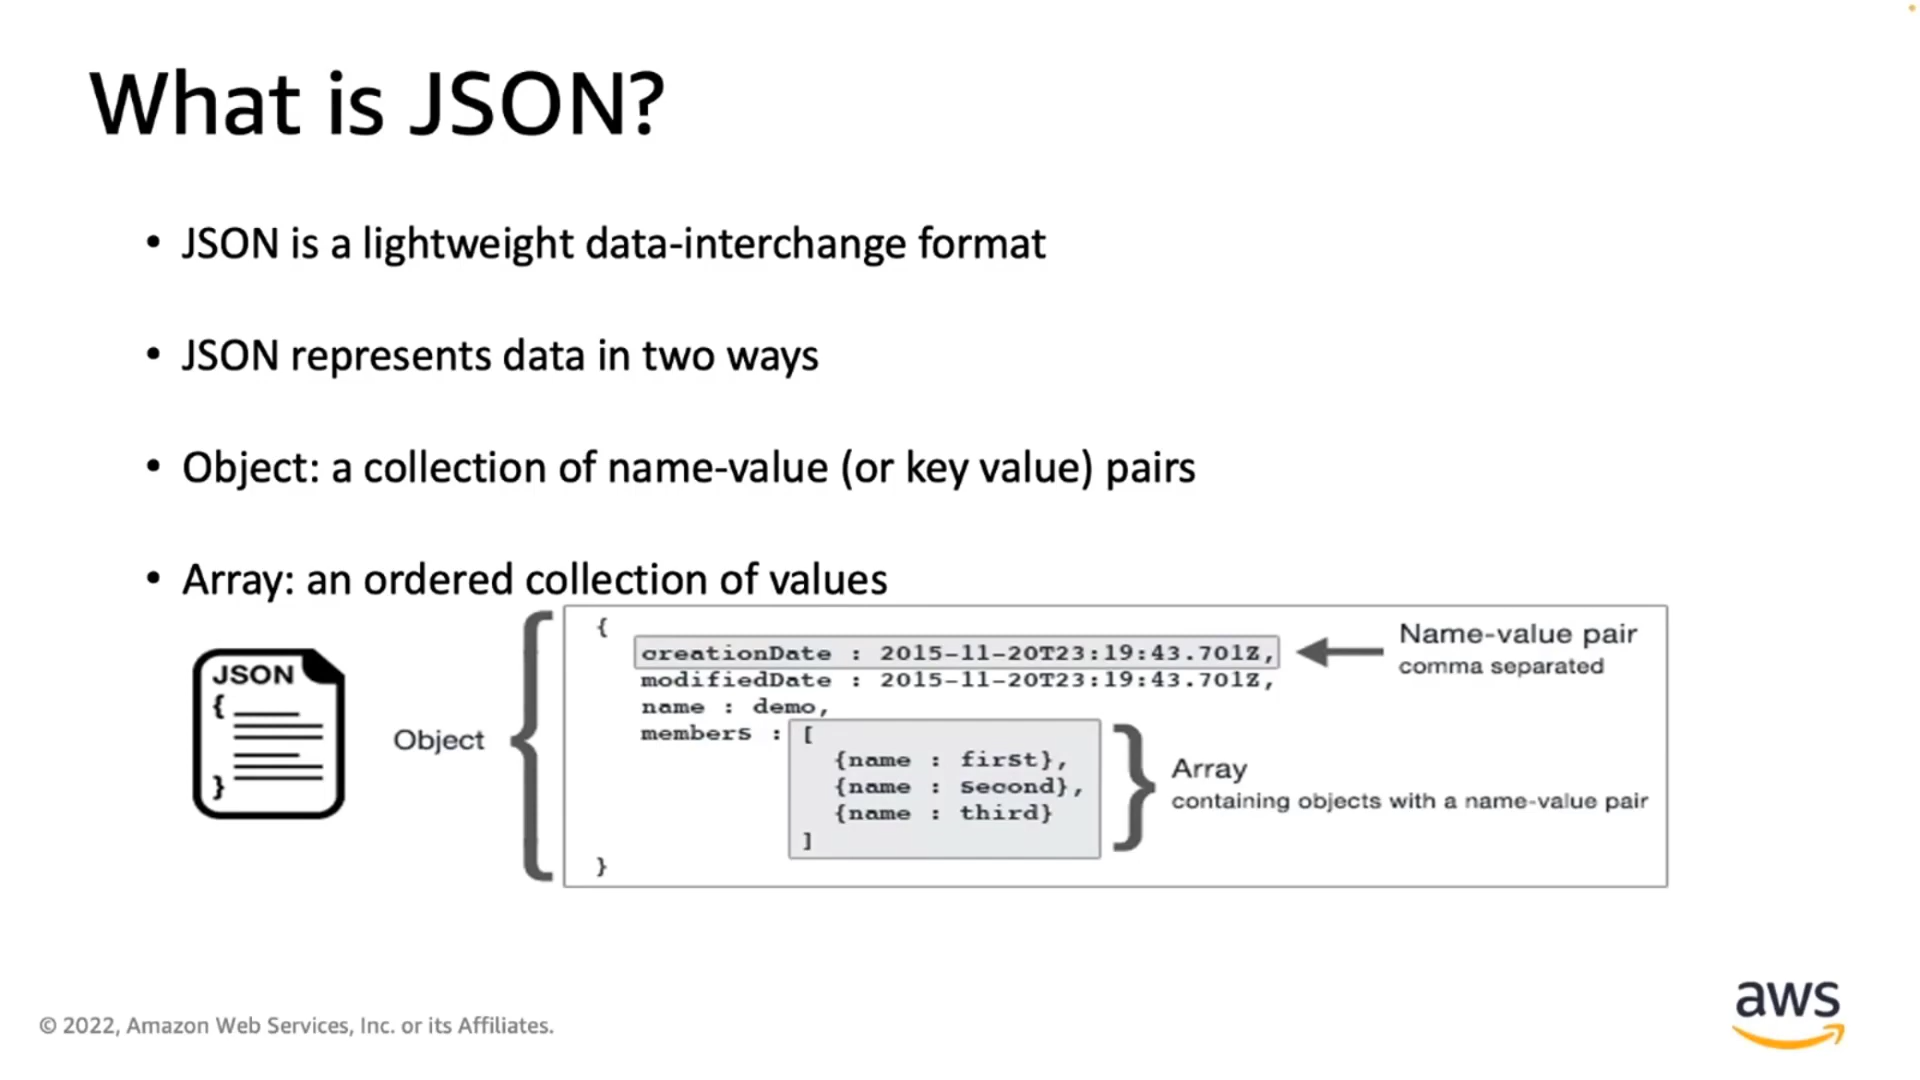 What is JSON?
• JSON is a lightweight data-interchange format
• JSON represents data in two ways
• Object: a collection of name-value (or key value) pairs
• Array: an ordered collection of values
JSON
{
}
Object
{
creationDate : 2015-11-20T23:19:43.701Z,
modifiedDate : 2015-11-20T23:19:43.701Z,
name : demo,
members : [
{name : first},
{name : second},
{name : third}
]
}
Name-value pair
comma separated
Array
containing objects with a name-value pair
© 2022, Amazon Web Services, Inc. or its Affiliates.
aws